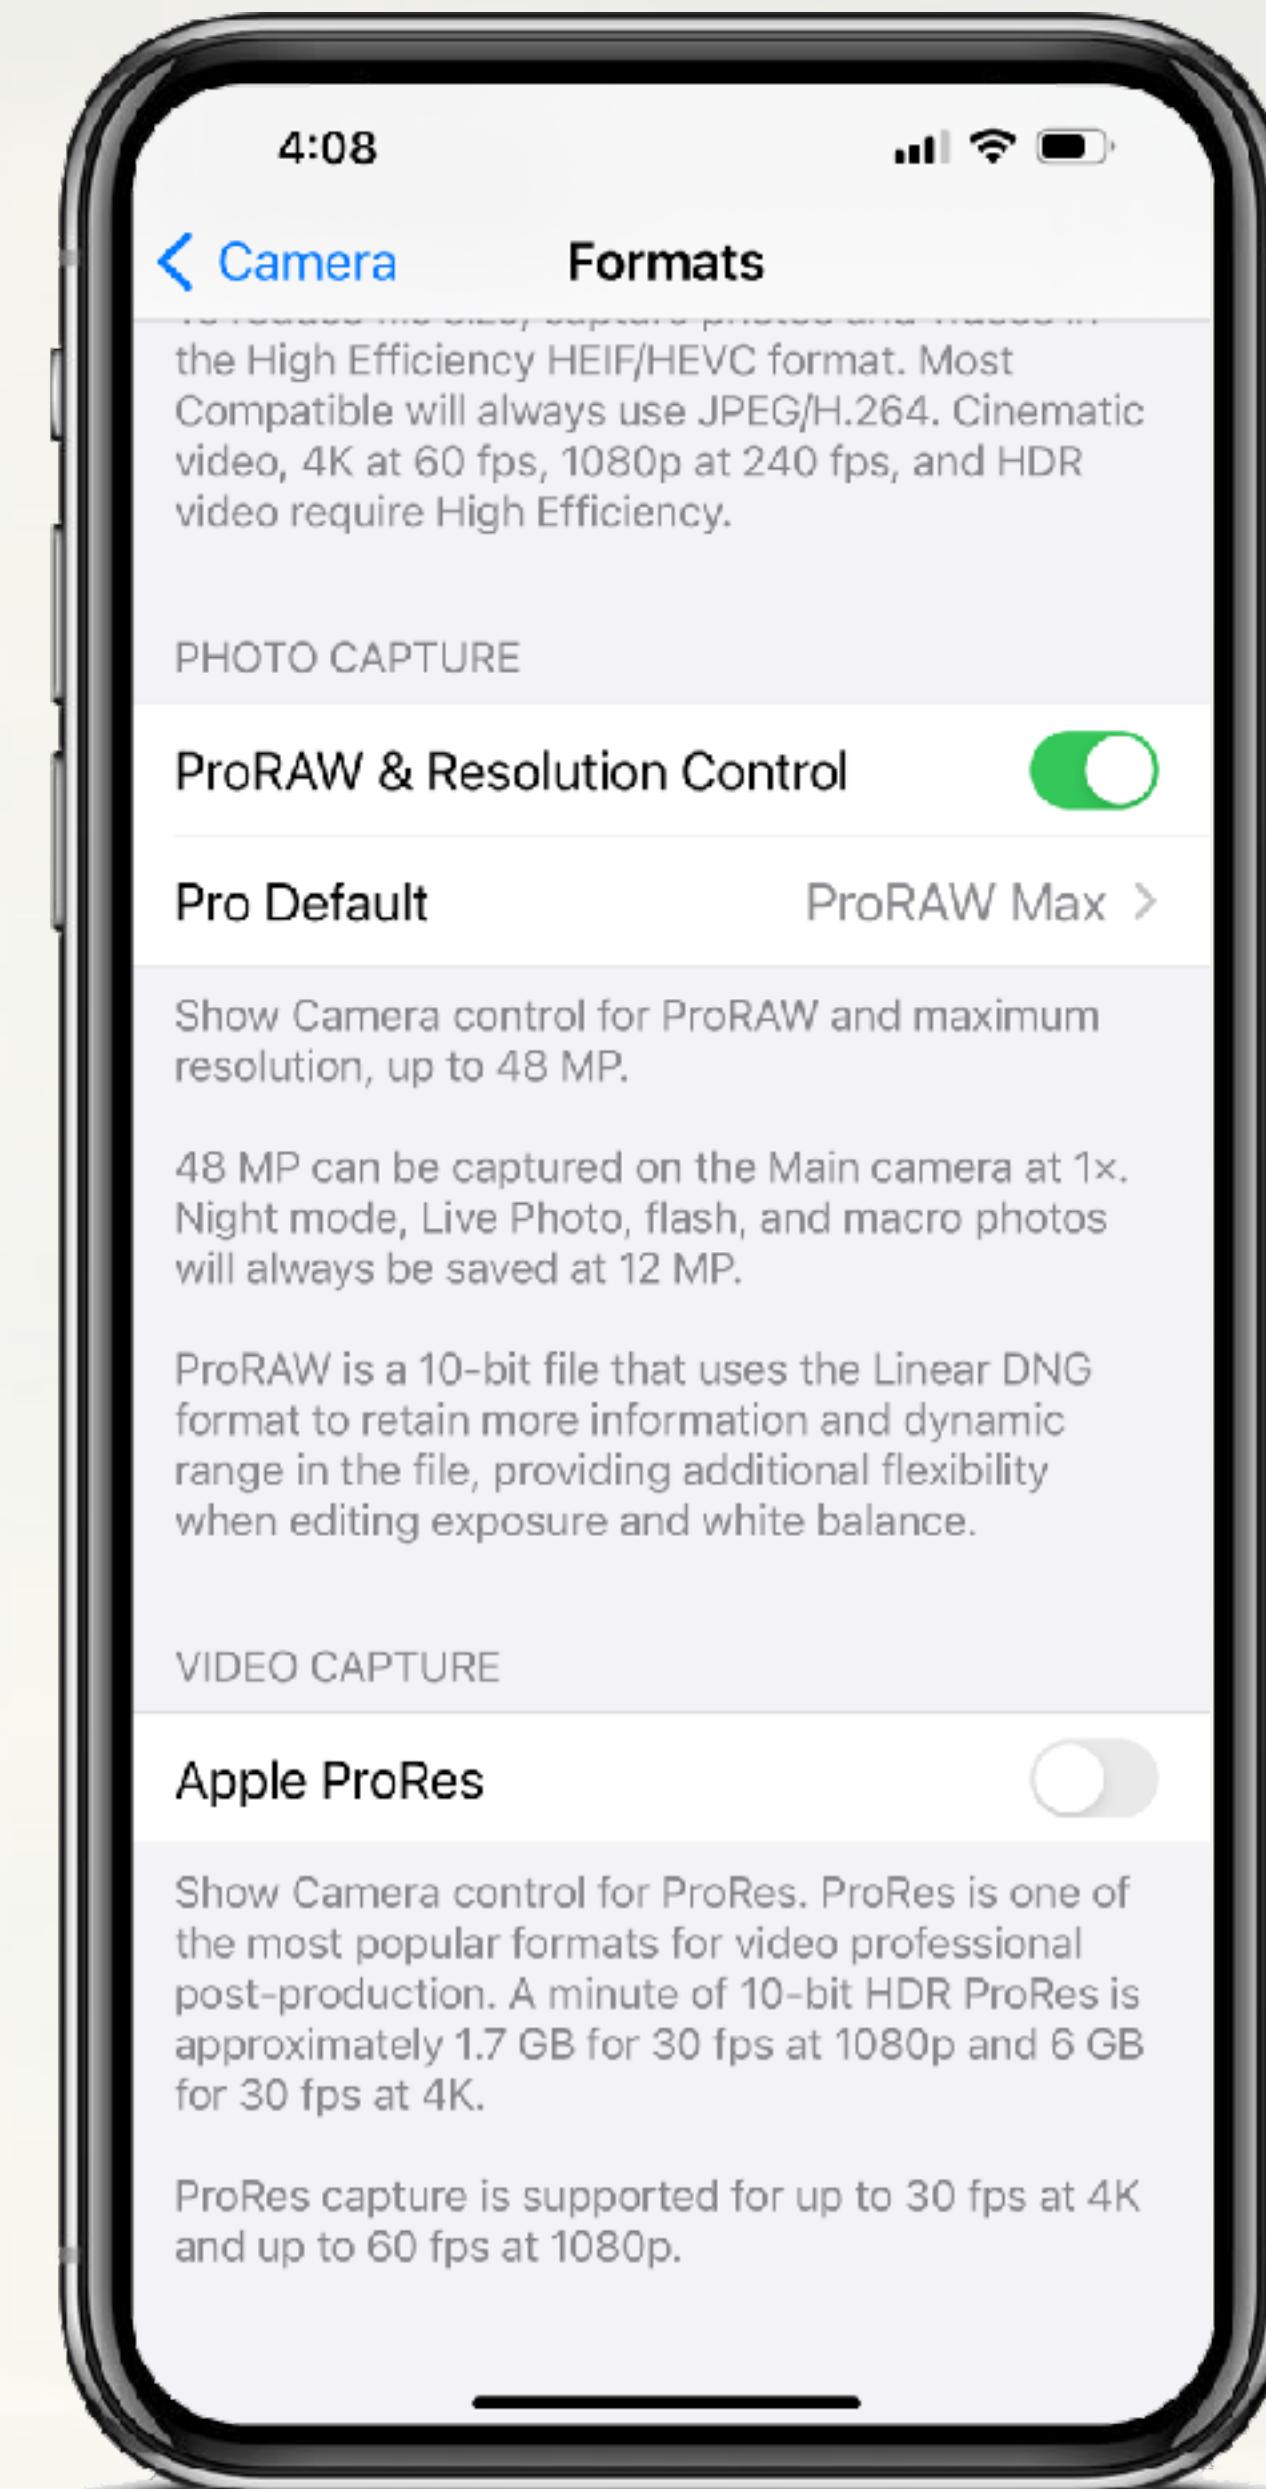 4:08
Camera
Formats
the High Efficiency HEIF/HEVC format. Most
Compatible will always use JPEG/H.264. Cinematic
video, 4K at 60 fps, 1080p at 240 fps, and HDR
video require High Efficiency.
PHOTO CAPTURE
ProRAW & Resolution Control
Pro Default
ProRAW Max
Show Camera control for ProRAW and maximum
resolution, up to 48 MP.
48 MP can be captured on the Main camera at 1×.
Night mode, Live Photo, flash, and macro photos
will always be saved at 12 MP.
ProRAW is a 10-bit file that uses the Linear DNG
format to retain more information and dynamic
range in the file, providing additional flexibility
when editing exposure and white balance.
VIDEO CAPTURE
Apple ProRes
Show Camera control for ProRes. ProRes is one of
the most popular formats for video professional
post-production. A minute of 10-bit HDR ProRes is
approximately 1.7 GB for 30 fps at 1080p and 6 GB
for 30 fps at 4K.
ProRes capture is supported for up to 30 fps at 4K
and up to 60 fps at 1080p.